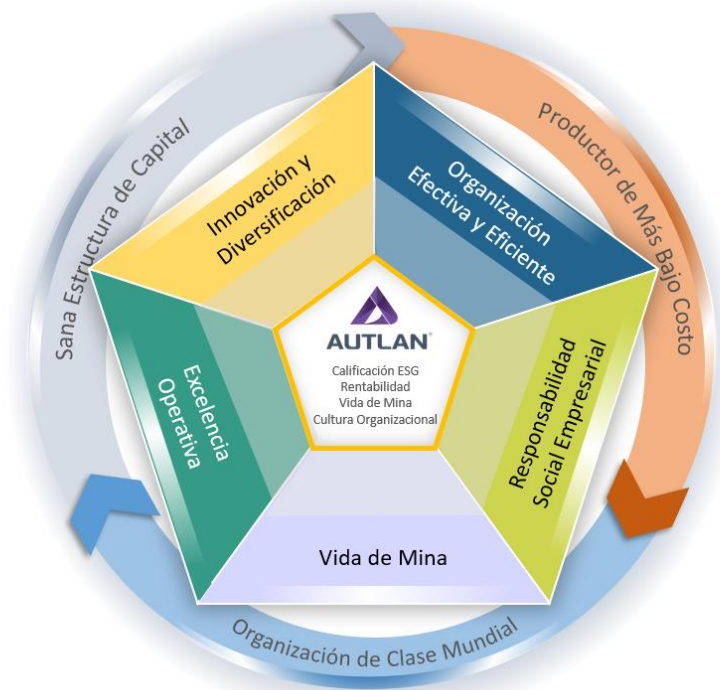 Sana Estructura de Capital
Productor de Más Bajo Costo
Innovación y
Diversificación
Organización
Efectiva y Eficiente
AUTLAN®
Calificación ESG
Rentabilidad
Vida de Mina
Cultura Organizacional
Excelencia
Operativa
Responsabilidad
Social Empresarial
Vida de Mina
Organización de Clase Mundial